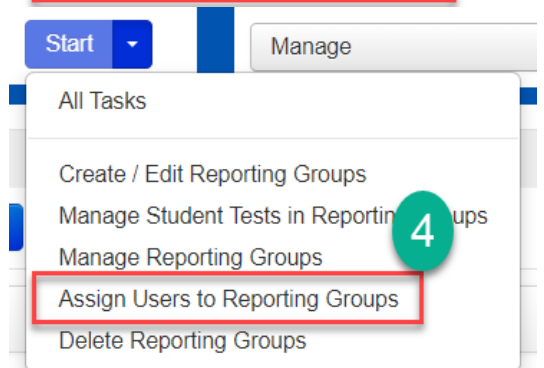 Start
Manage
All Tasks
Create / Edit Reporting Groups
Manage Student Tests in Reportin ups
4
Manage Reporting Groups
Assign Users to Reporting Groups
Delete Reporting Groups